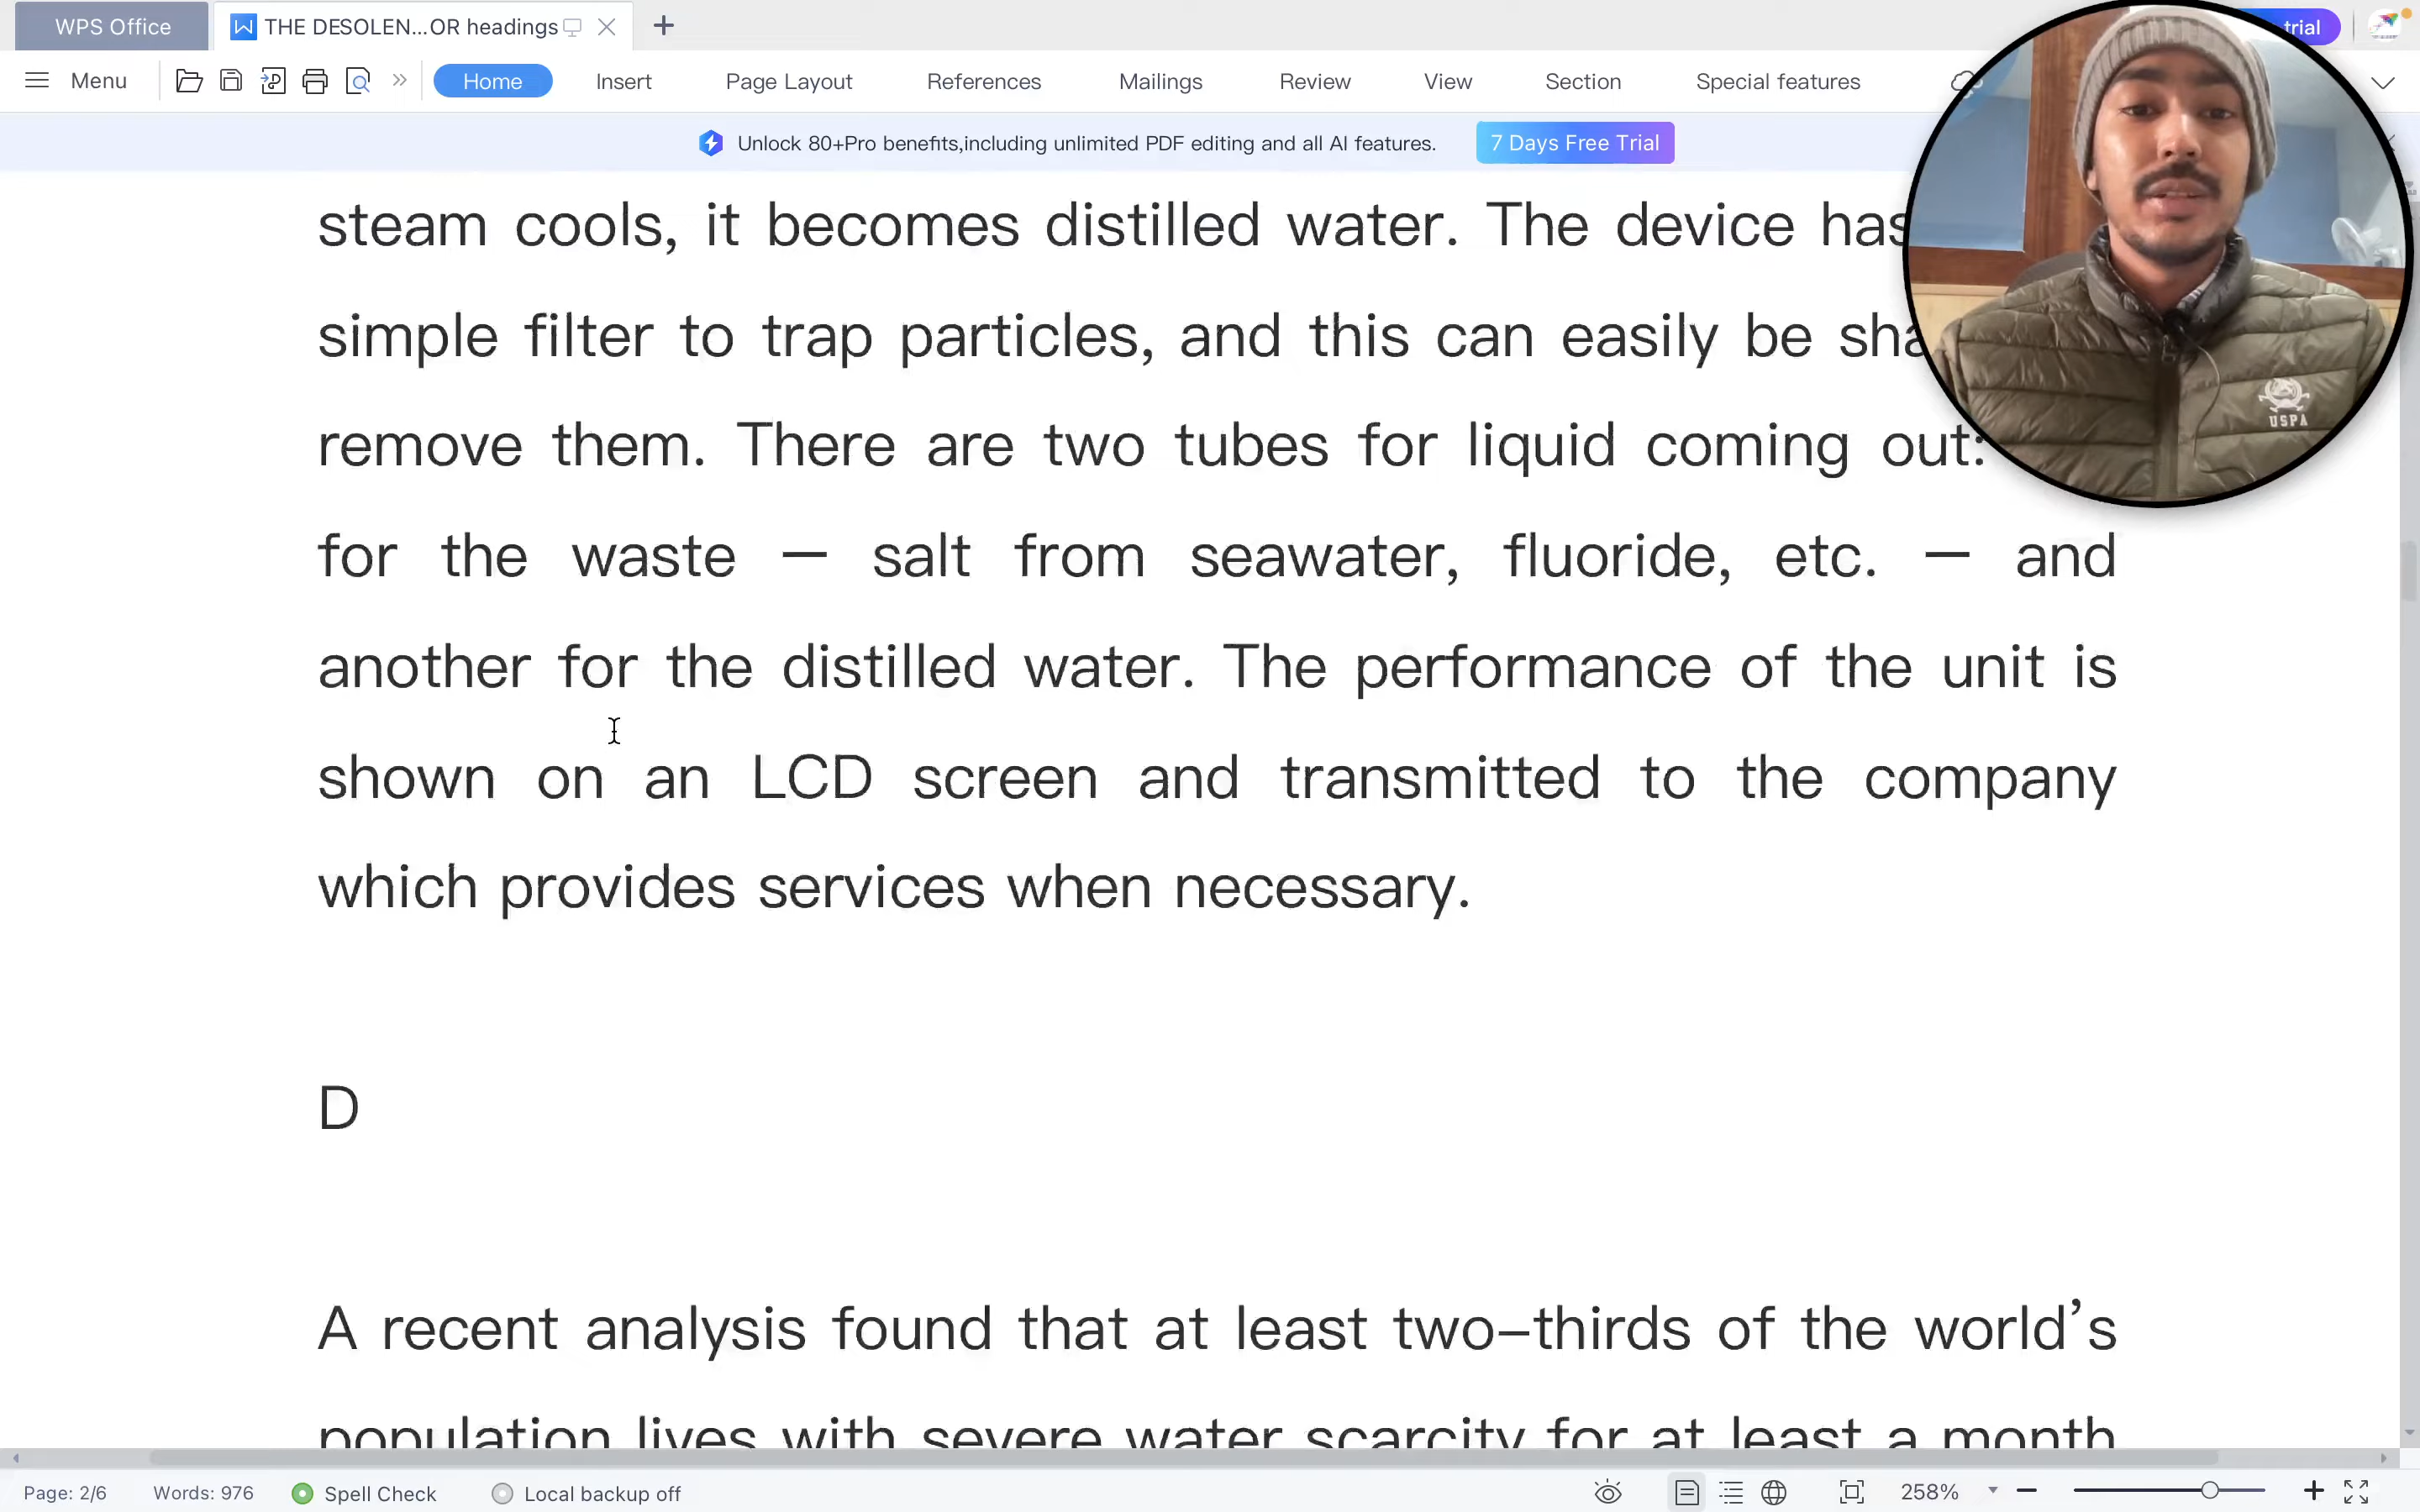 WPS Office
THE DESOLEN...OR headings
trial
Menu
Home
Insert
Page Layout
References
Mailings
Review
View
Section
Special features
Unlock 80+Pro benefits,including unlimited PDF editing and all AI features.
7 Days Free Trial
steam cools, it becomes distilled water. The device has
simple filter to trap particles, and this can easily be
remove them. There are two tubes for liquid coming out:
for the waste — salt from seawater, fluoride, etc. — and
another for the distilled water. The performance of the unit is
shown on an LCD screen and transmitted to the company
which provides services when necessary.
D
A recent analysis found that at least two–thirds of the world’s
population lives with severe water scarcity for at least a month
USPA
Page: 2/6
Words: 976
Spell Check
Local backup off
258%